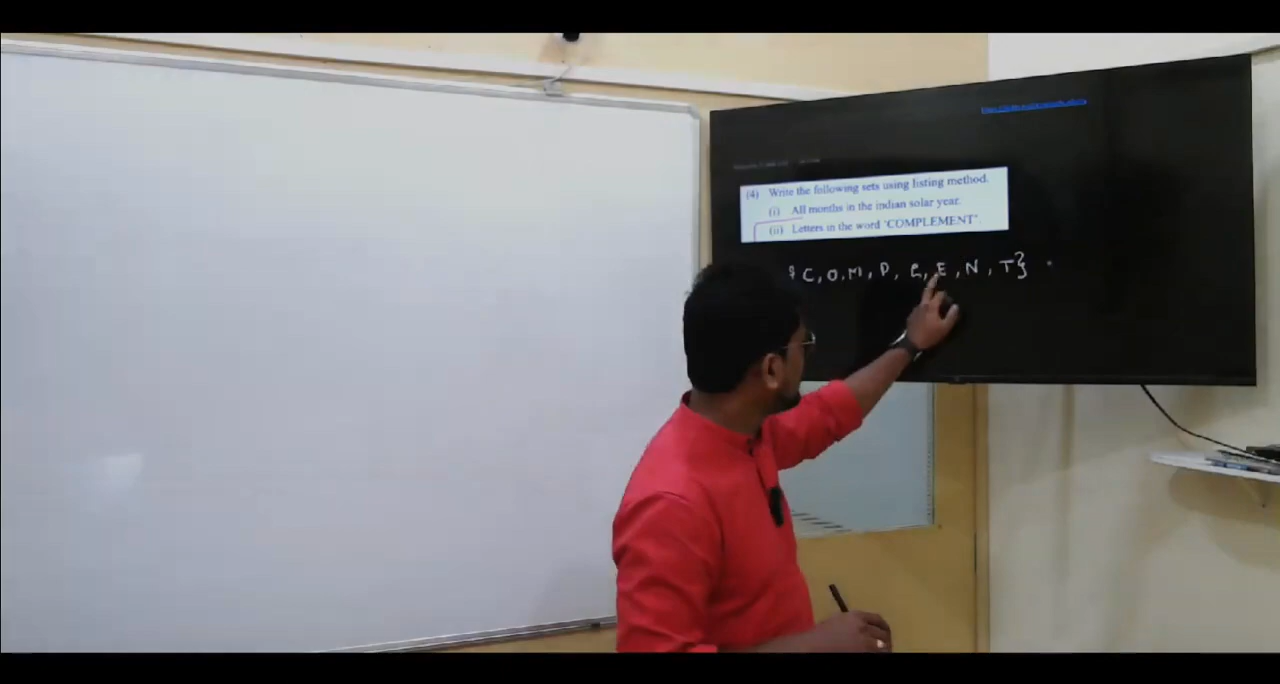 (4) Write the following sets using listing method.
(i) All months in the indian solar year.
(ii) Letters in the word 'COMPLEMENT'.
{ C, O, M, P, L, E, N, T }